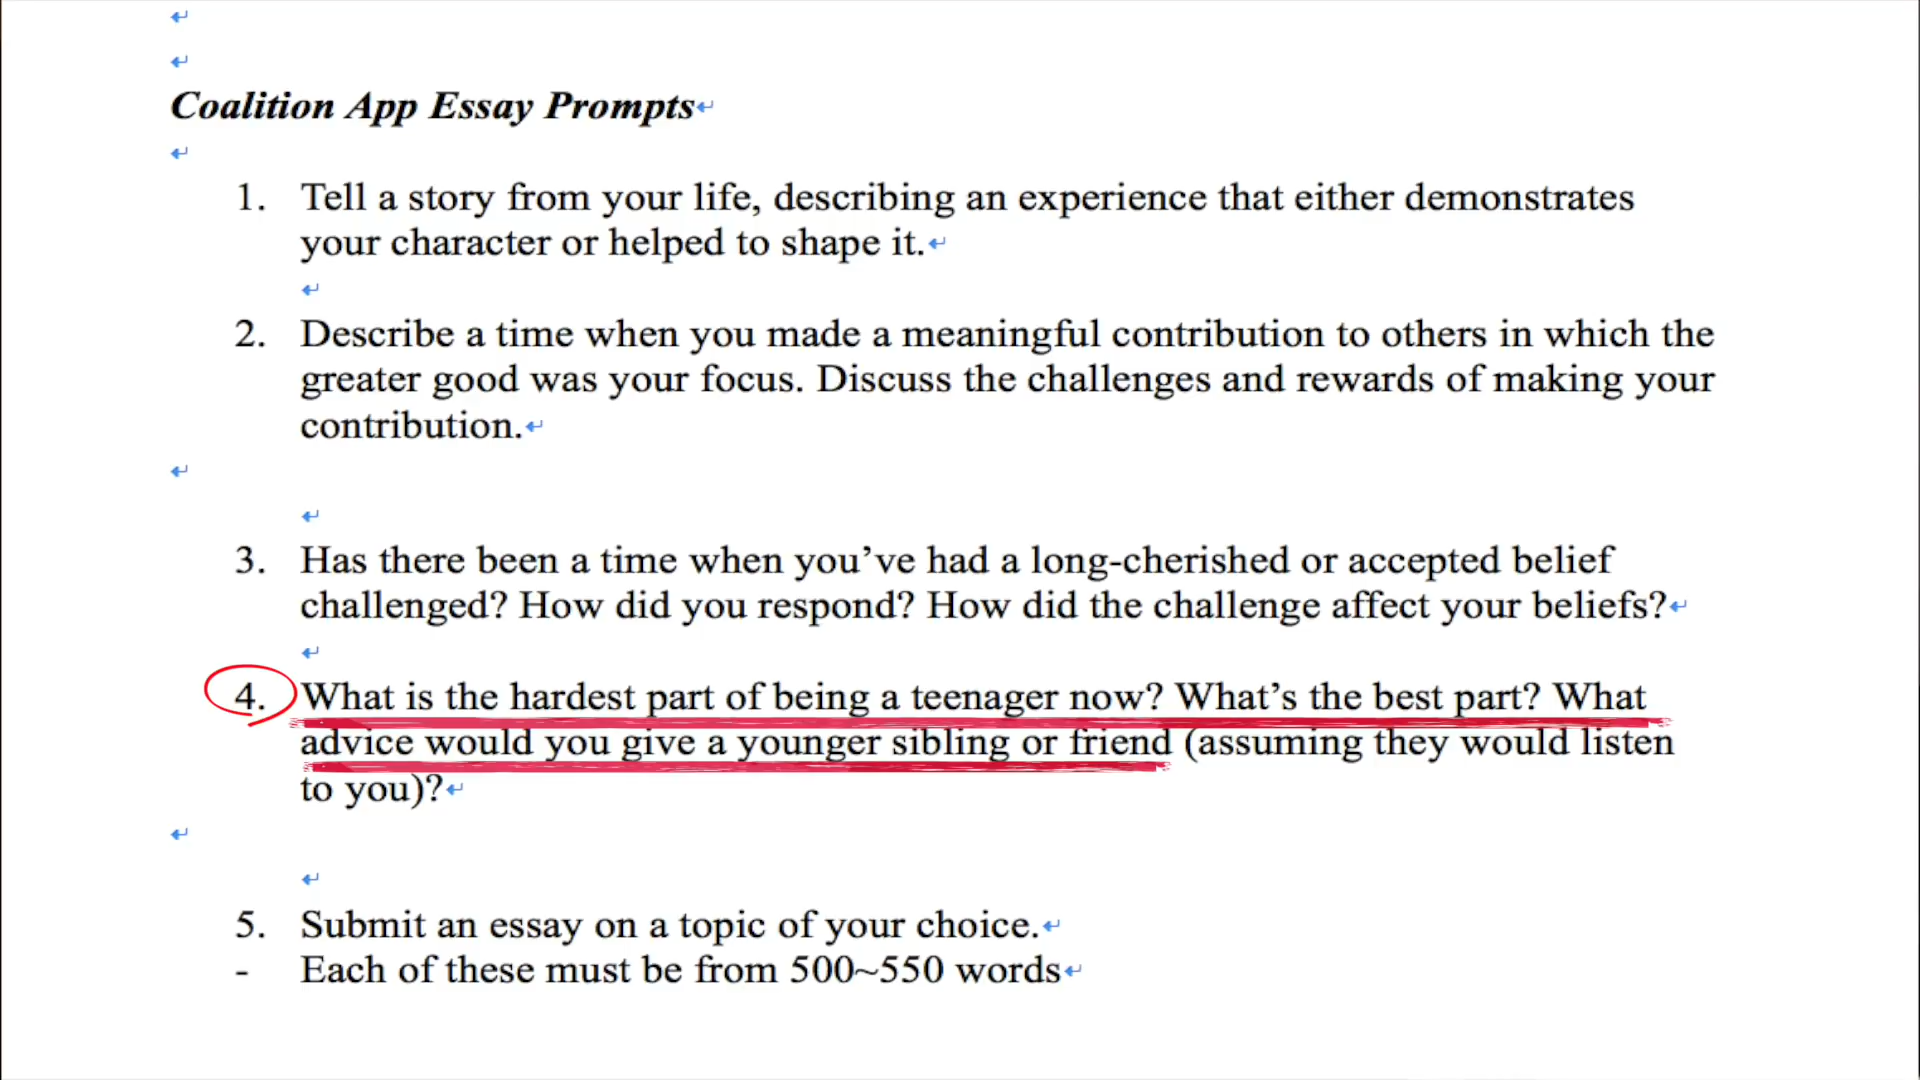 Coalition App Essay Prompts
1. Tell a story from your life, describing an experience that either demonstrates
your character or helped to shape it.
2. Describe a time when you made a meaningful contribution to others in which the
greater good was your focus. Discuss the challenges and rewards of making your
contribution.
3. Has there been a time when you’ve had a long-cherished or accepted belief
challenged? How did you respond? How did the challenge affect your beliefs?
4. What is the hardest part of being a teenager now? What’s the best part? What
advice would you give a younger sibling or friend (assuming they would listen
to you)?
5. Submit an essay on a topic of your choice.
- Each of these must be from 500~550 words